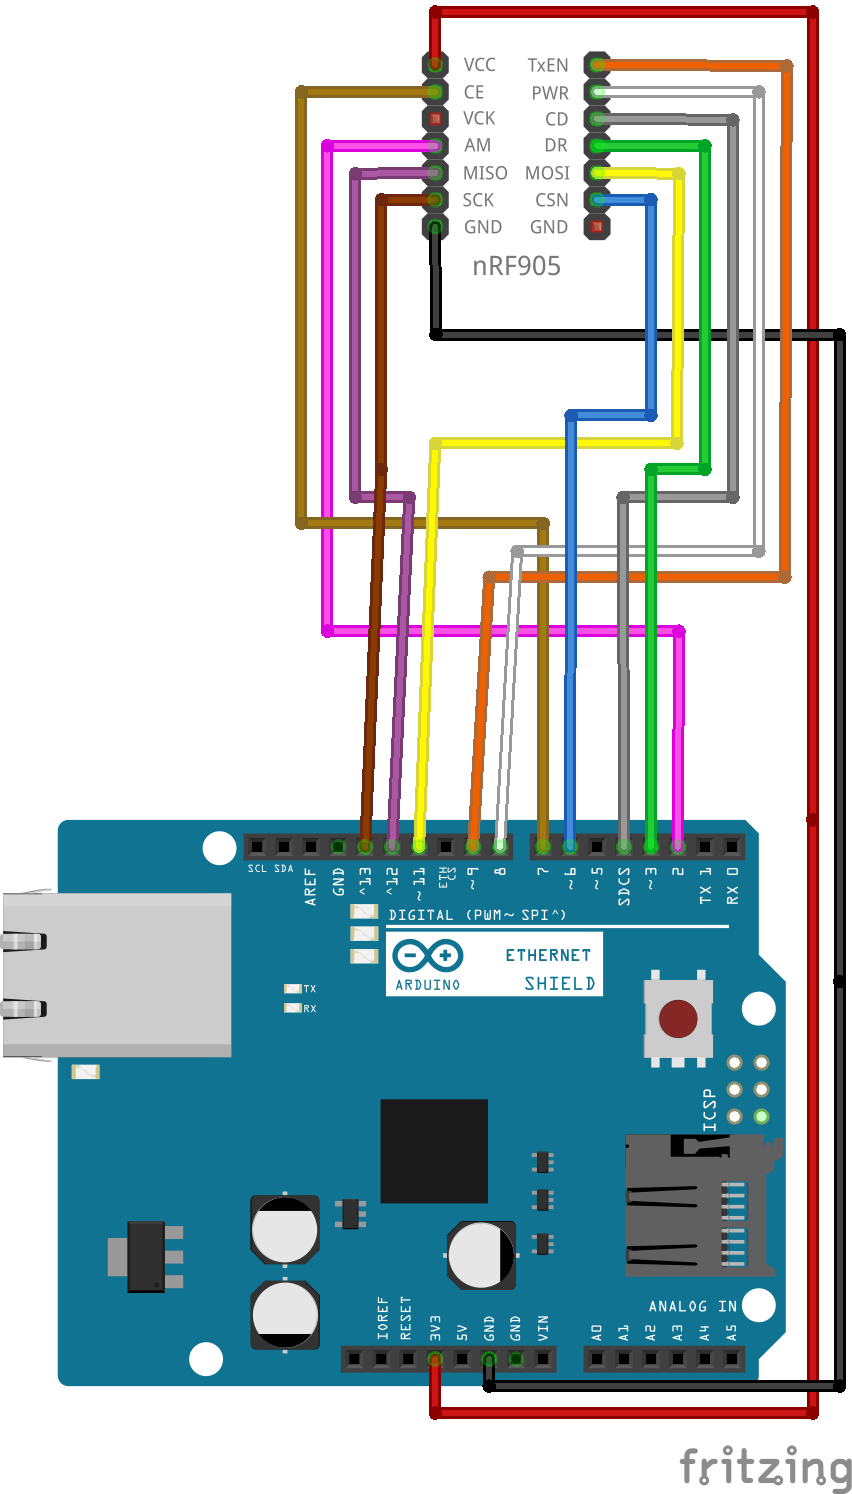 VCC TxEN
CE PWR
VCK CD
AM DR
MISO MOSI
SCK CSN
GND GND
nRF905
SCL SDA AREF GND ^13 ^12 ~11 ETH CS ~9 8 7 ~6 ~5 SDCS ~3 2 TX 1 RX 0
DIGITAL (PWM~ SPI^)
ETHERNET
ARDUINO SHIELD
TX
RX
ICSP
ANALOG IN
IOREF RESET 3V3 5V GND GND VIN A0 A1 A2 A3 A4 A5
fritzing